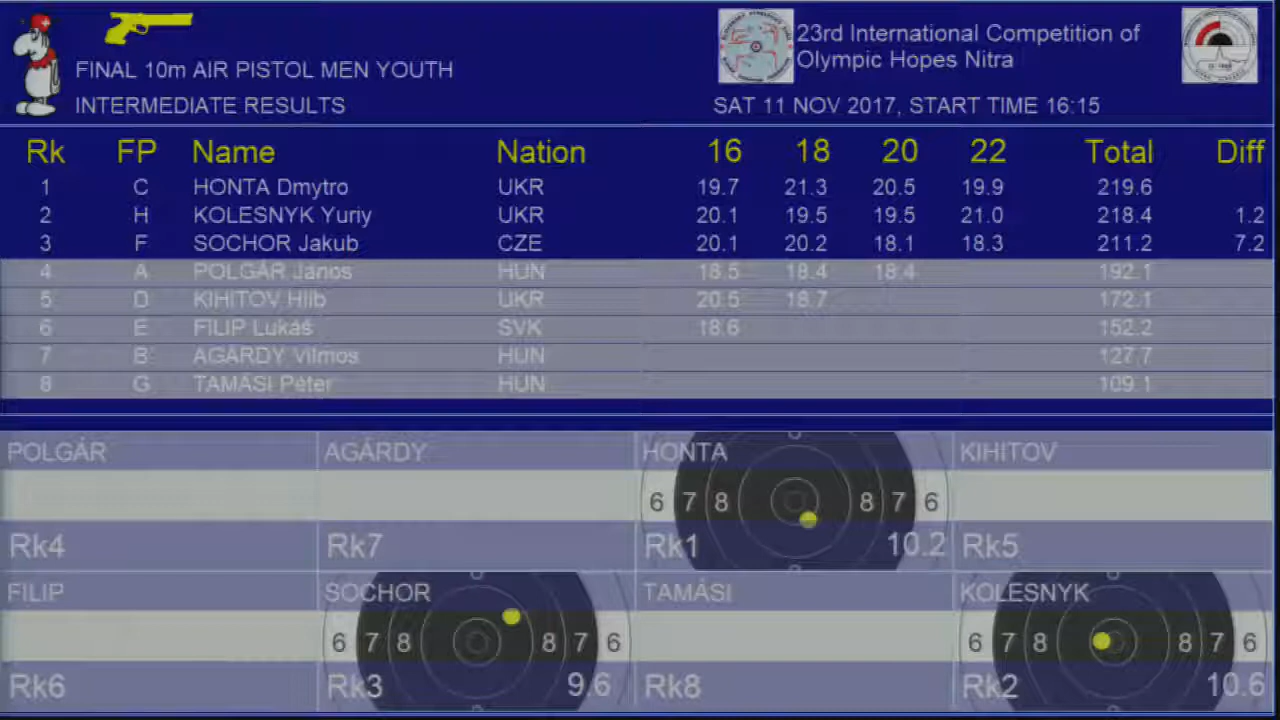 FINAL 10m AIR PISTOL MEN YOUTH
INTERMEDIATE RESULTS
23rd International Competition of
Olympic Hopes Nitra
SAT 11 NOV 2017, START TIME 16:15
Rk FP Name Nation 16 18 20 22 Total Diff
1 C HONTA Dmytro UKR 19.7 21.3 20.5 19.9 219.6
2 H KOLESNYK Yuriy UKR 20.1 19.5 19.5 21.0 218.4 1.2
3 F SOCHOR Jakub CZE 20.1 20.2 18.1 18.3 211.2 7.2
4 A POLGÁR János HUN 18.5 18.4 18.4 192.1
5 D KIHITOV Hlib UKR 20.5 18.7 172.1
6 E FILIP Lukáš SVK 18.6 152.2
7 B AGÁRDY Vilmos HUN 127.7
8 G TAMÁSI Péter HUN 109.1
POLGÁR AGÁRDY HONTA KIHITOV
6 7 8 8 7 6
Rk4 Rk7 Rk1 10.2 Rk5
FILIP SOCHOR TAMÁSI KOLESNYK
6 7 8 8 7 6 6 7 8 8 7 6
Rk6 Rk3 9.6 Rk8 Rk2 10.6